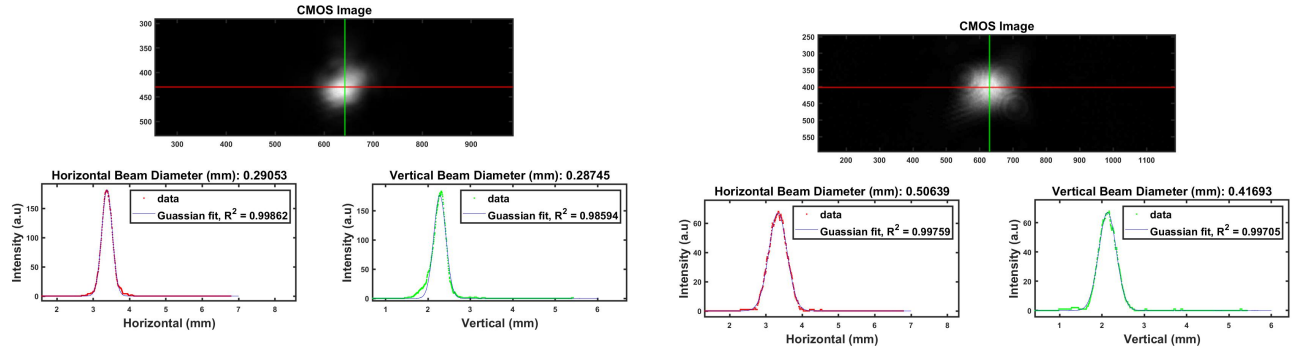 CMOS Image
300
350
400
450
500
300 400 500 600 700 800 900
Horizontal Beam Diameter (mm): 0.29053
data
Guassian fit, R² = 0.99862
Intensity (a.u)
150
100
50
0
2 3 4 5 6 7 8
Horizontal (mm)
Vertical Beam Diameter (mm): 0.28745
data
Guassian fit, R² = 0.98594
Intensity (a.u)
150
100
50
0
1 2 3 4 5 6
Vertical (mm)
CMOS Image
250
300
350
400
450
500
550
200 300 400 500 600 700 800 900 1000 1100
Horizontal Beam Diameter (mm): 0.50639
data
Guassian fit, R² = 0.99759
Intensity (a.u)
60
40
20
0
2 3 4 5 6 7 8
Horizontal (mm)
Vertical Beam Diameter (mm): 0.41693
data
Guassian fit, R² = 0.99705
Intensity (a.u)
60
40
20
0
1 2 3 4 5 6
Vertical (mm)